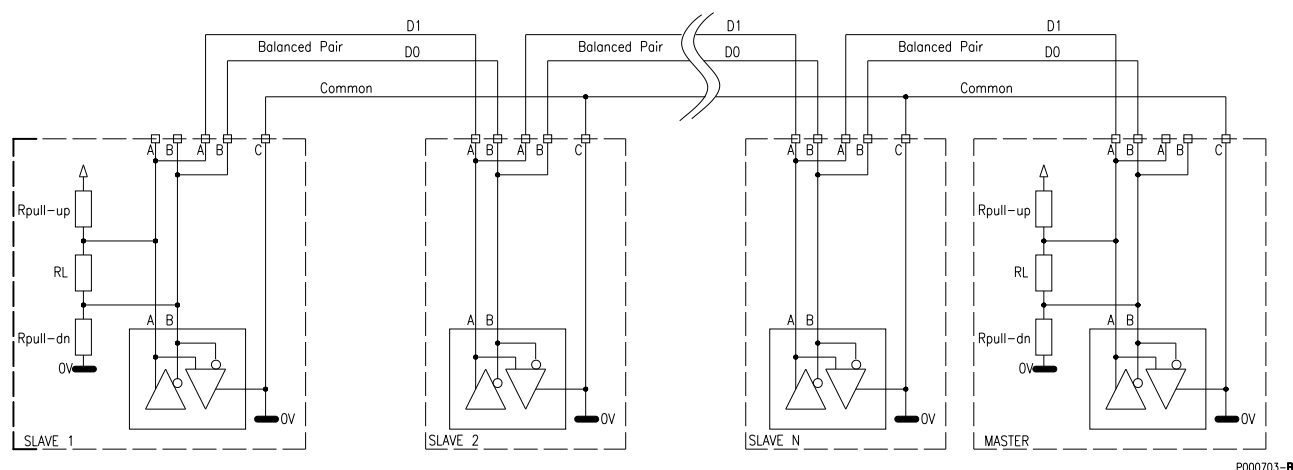 D1 D1 D1
Balanced Pair D0 Balanced Pair D0 Balanced Pair D0
Common Common
A B A B C A B A B C A B A B C A B A B C
Rpull-up Rpull-up
RL RL
A B A B A B A B
Rpull-dn Rpull-dn
0V 0V
0V 0V 0V 0V
SLAVE 1 SLAVE 2 SLAVE N MASTER
P000703-B